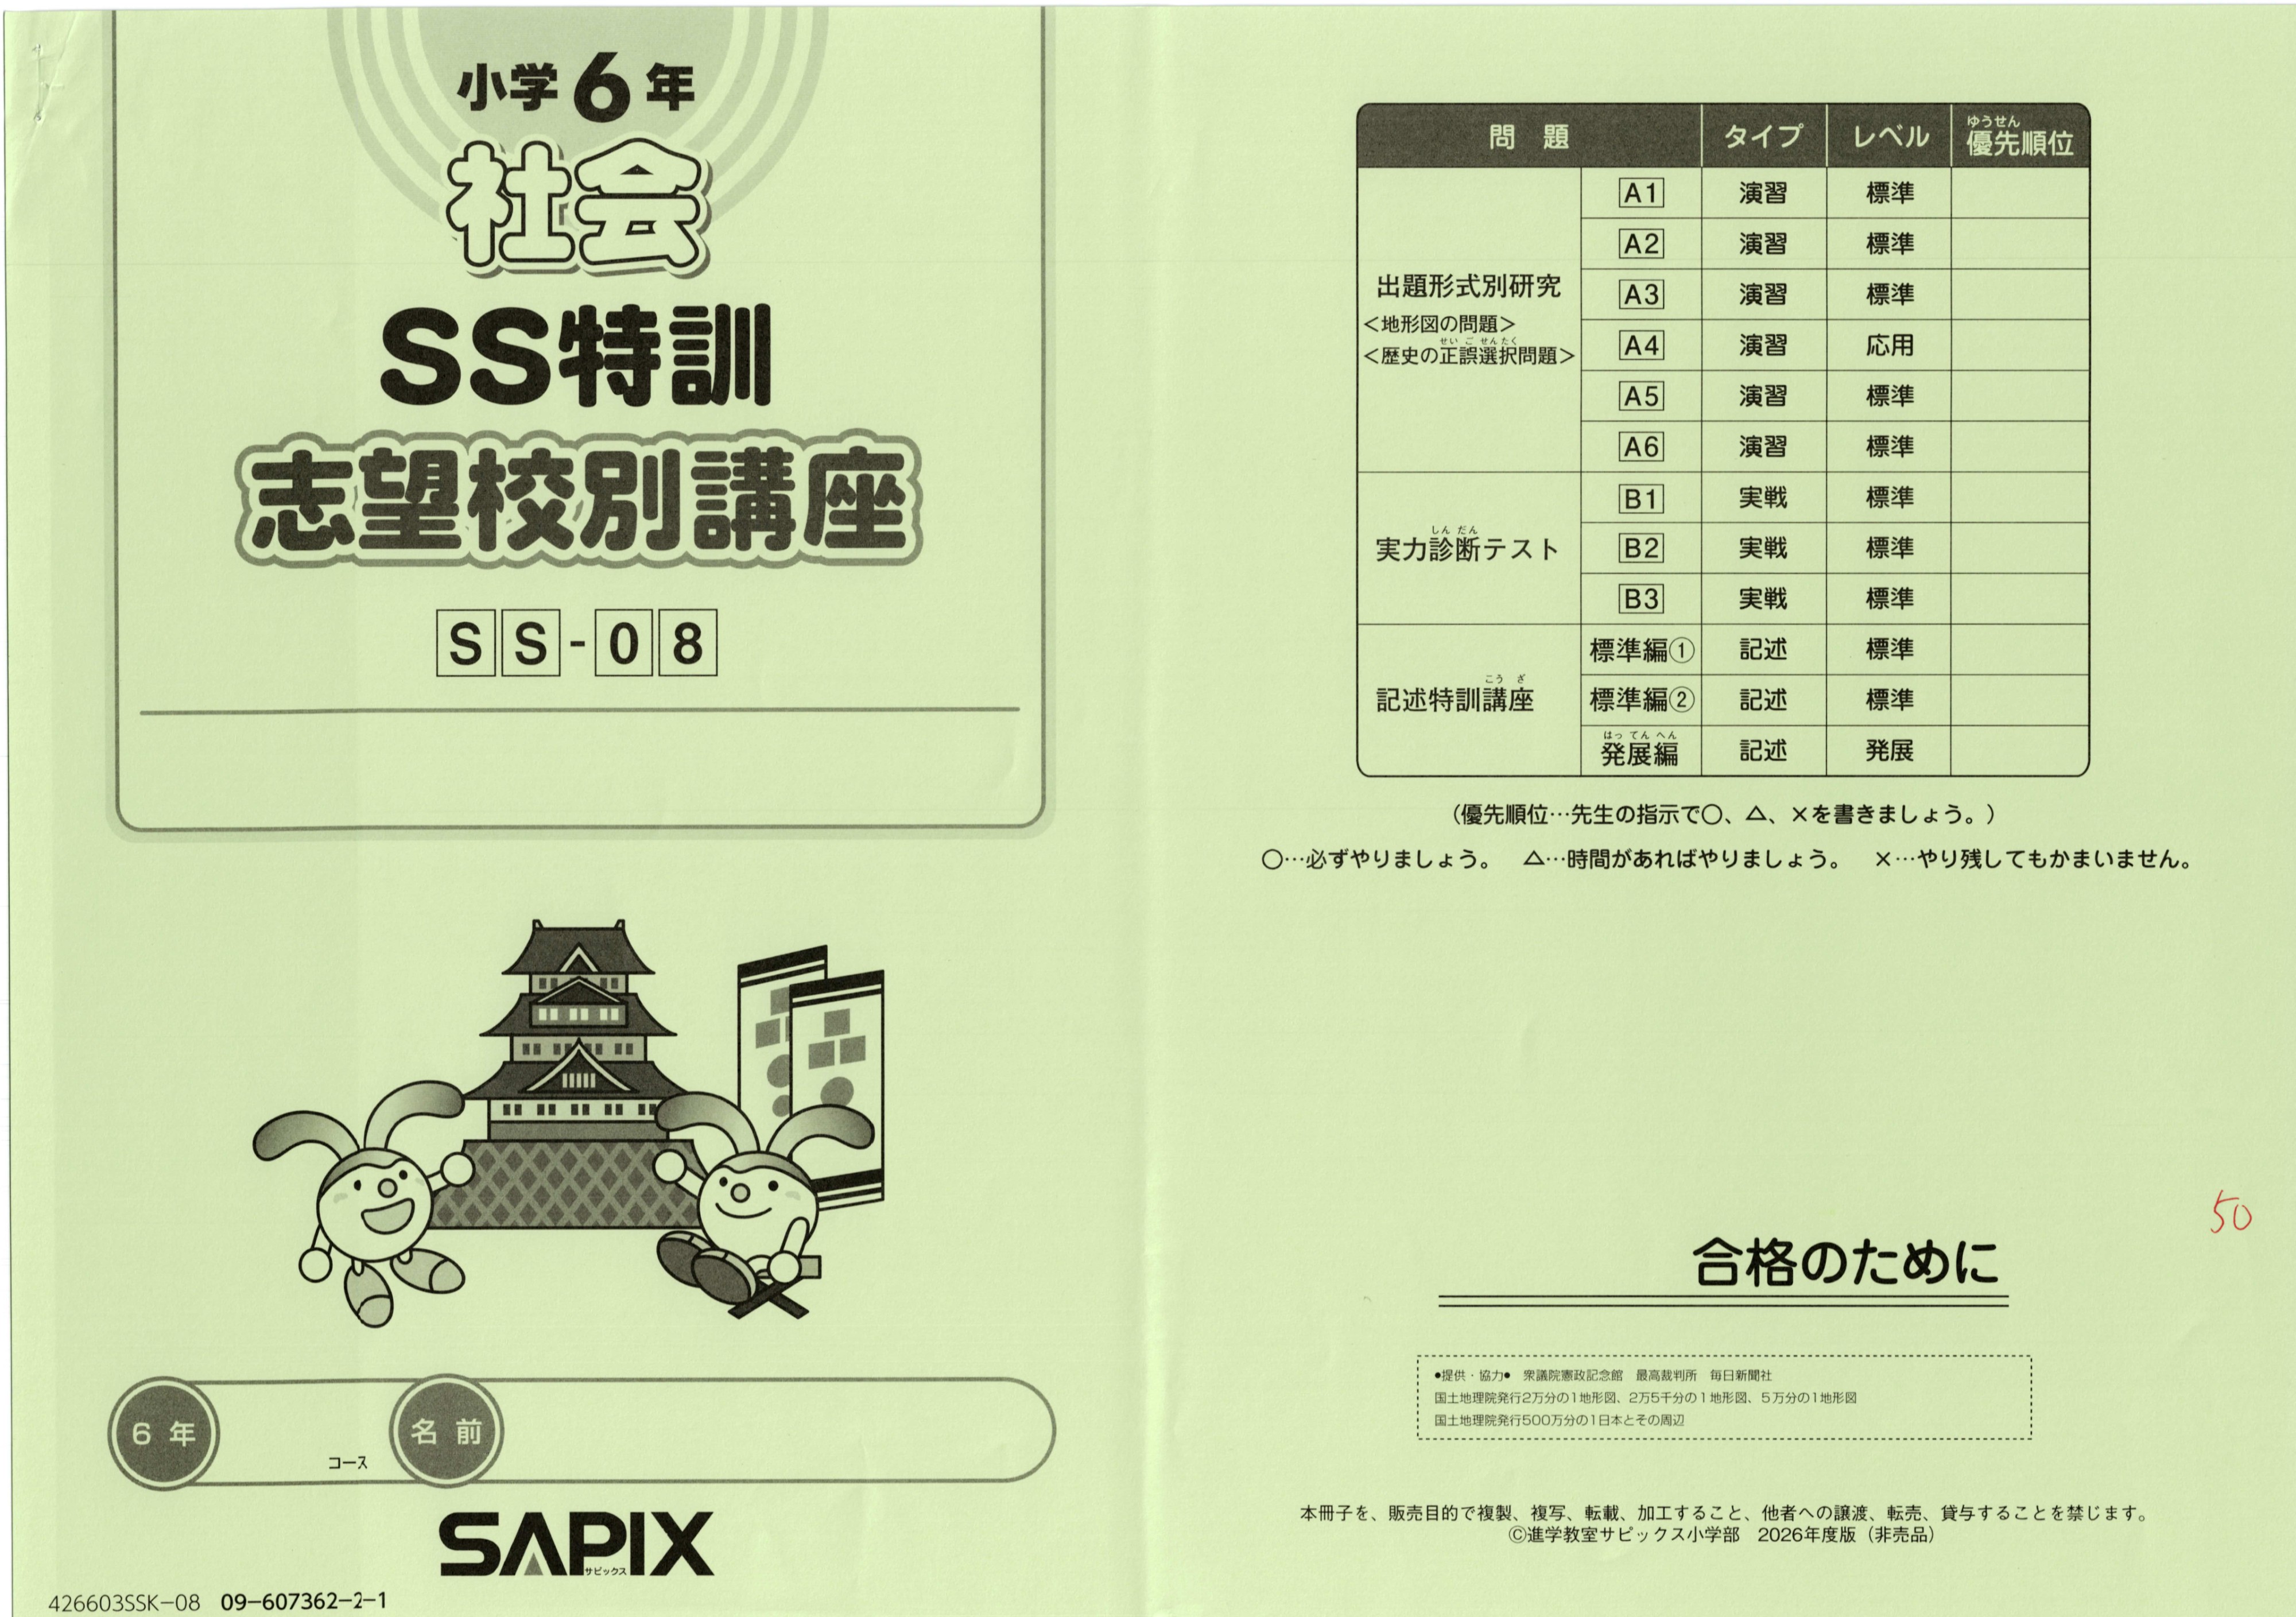 小学6年
社会
SS特訓
志望校別講座
SS-08
6年
コース
名前
SAPIX
サピックス
426603SSK-08 09-607362-2-1
問題 タイプ レベル 優先順位
ゆうせん
出題形式別研究
<地形図の問題>
せいごせんたく
<歴史の正誤選択問題>
A1 演習 標準
A2 演習 標準
A3 演習 標準
A4 演習 応用
A5 演習 標準
A6 演習 標準
しんだん
実力診断テスト
B1 実戦 標準
B2 実戦 標準
B3 実戦 標準
こうざ
記述特訓講座
標準編① 記述 標準
標準編② 記述 標準
はってんへん
発展編 記述 発展
(優先順位…先生の指示で○、△、×を書きましょう。)
○…必ずやりましょう。 △…時間があればやりましょう。 ×…やり残してもかまいません。
50
合格のために
●提供・協力● 衆議院憲政記念館 最高裁判所 毎日新聞社
国土地理院発行2万分の1地形図、2万5千分の1地形図、5万分の1地形図
国土地理院発行500万分の1日本とその周辺
本冊子を、販売目的で複製、複写、転載、加工すること、他者への譲渡、転売、貸与することを禁じます。
©進学教室サピックス小学部 2026年度版(非売品)